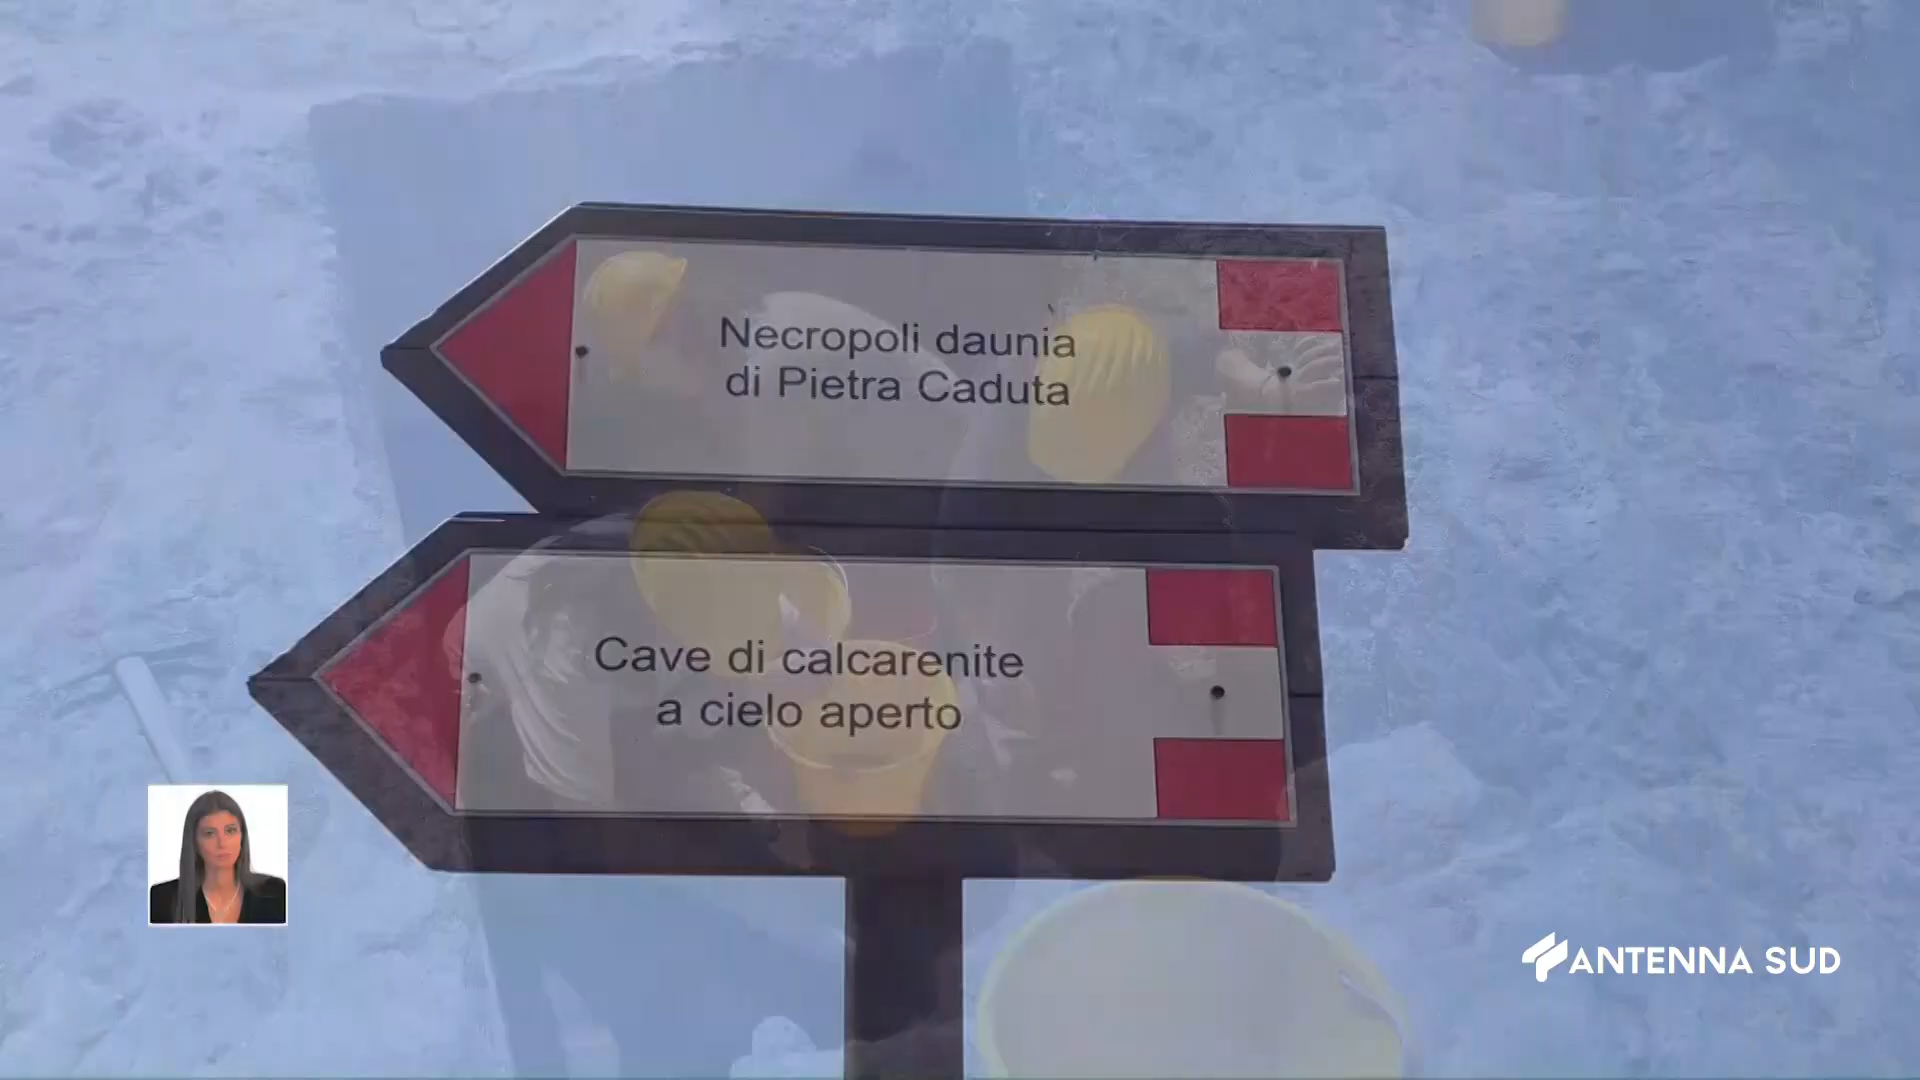 Necropoli daunia
di Pietra Caduta
Cave di calcarenite
a cielo aperto
ANTENNA SUD